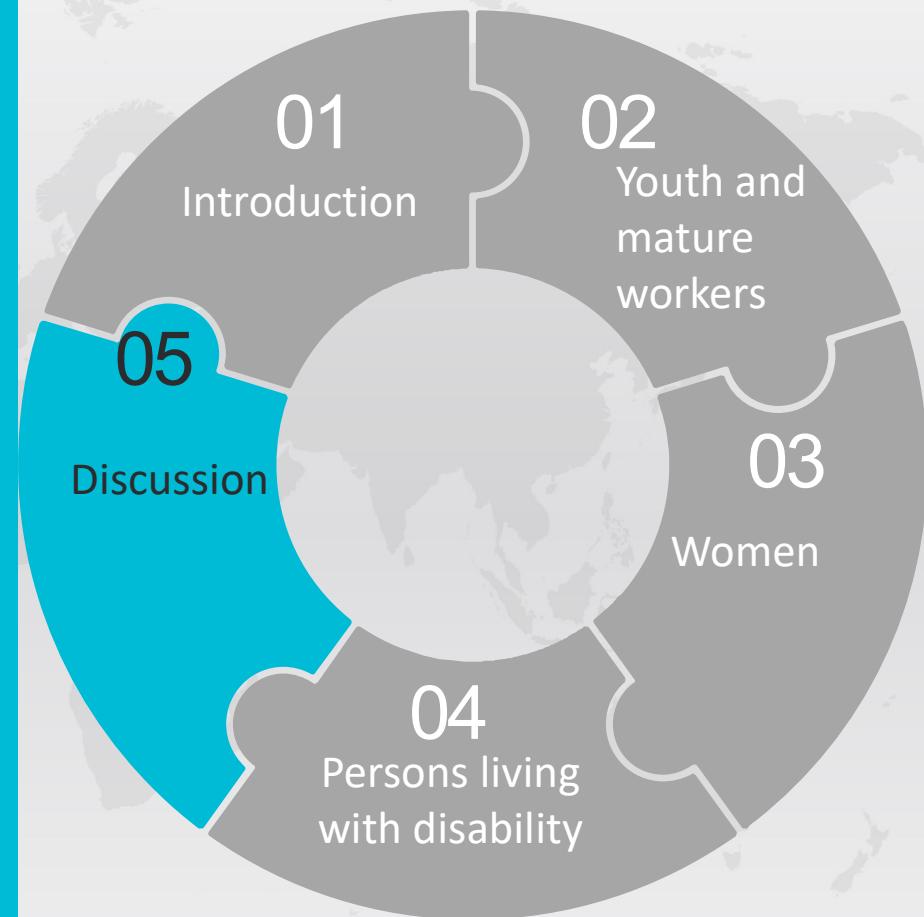 01
Introduction
02
Youth and
mature
workers
03
Women
04
Persons living
with disability
05
Discussion